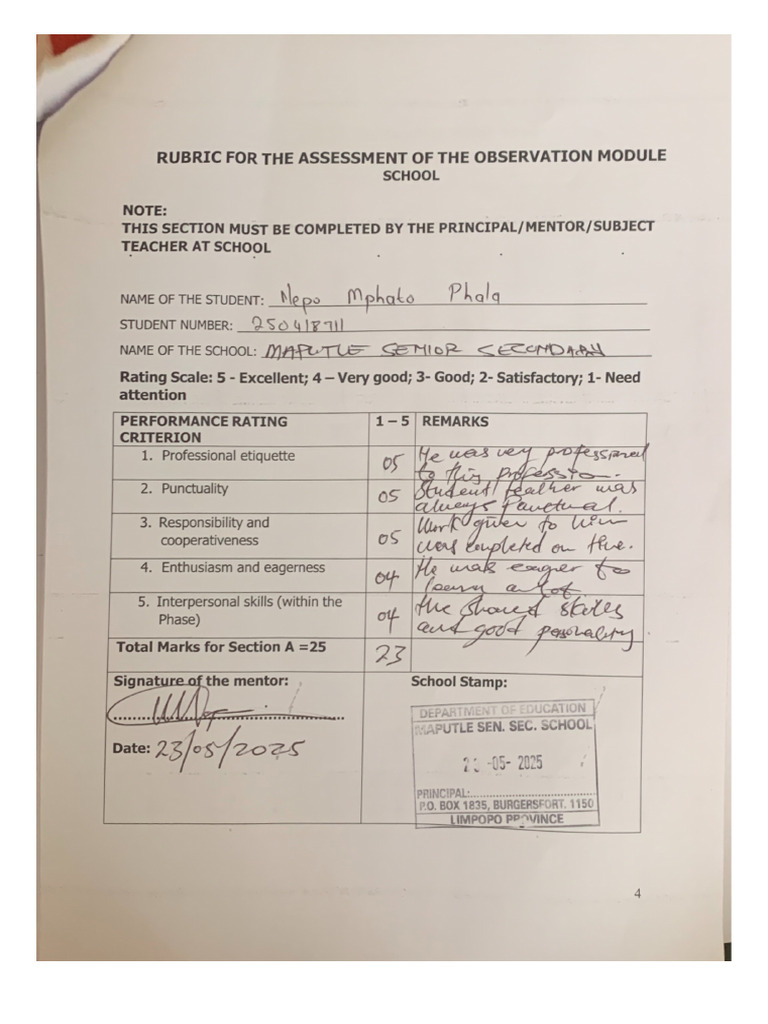 RUBRIC FOR THE ASSESSMENT OF THE OBSERVATION MODULE
SCHOOL
NOTE:
THIS SECTION MUST BE COMPLETED BY THE PRINCIPAL/MENTOR/SUBJECT
TEACHER AT SCHOOL
NAME OF THE STUDENT: Nepo Mphato Phala
STUDENT NUMBER: 250418711
NAME OF THE SCHOOL: MAPUTLE SENIOR SECONDARY
Rating Scale: 5 - Excellent; 4 – Very good; 3- Good; 2- Satisfactory; 1- Need
attention
PERFORMANCE RATING 1 – 5 REMARKS
CRITERION
1. Professional etiquette 05 He was very professional
to this profession.
2. Punctuality 05 Student teacher was
always Punctual.
3. Responsibility and 05 Work given to him
cooperativeness was completed on time.
4. Enthusiasm and eagerness 04 He was eager to
learn a lot
5. Interpersonal skills (within the 04 the shared skills
Phase) and good personality
Total Marks for Section A =25 23
Signature of the mentor: School Stamp:
DEPARTMENT OF EDUCATION
MAPUTLE SEN. SEC. SCHOOL
-05- 2025
Date: 23/05/2025
PRINCIPAL:
P.O. BOX 1835, BURGERSFORT. 1150
LIMPOPO PROVINCE
4